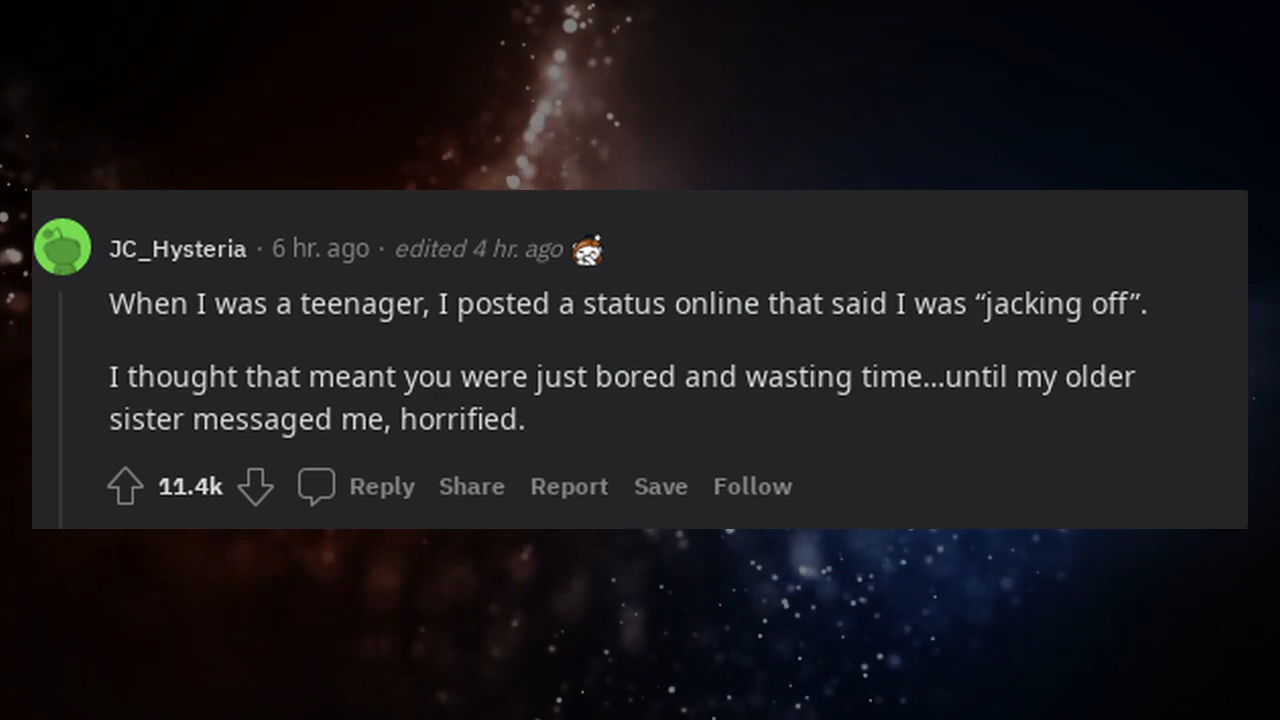 JC_Hysteria · 6 hr. ago · edited 4 hr. ago
When I was a teenager, I posted a status online that said I was “jacking off”.
I thought that meant you were just bored and wasting time...until my older
sister messaged me, horrified.
11.4k Reply Share Report Save Follow